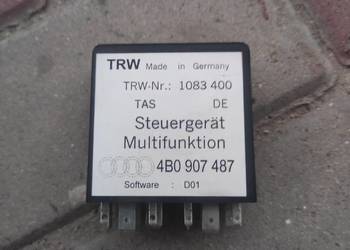 TRW Made in Germany
TRW-Nr.: 1083 400
TAS DE
Steuergerät
Multifunktion
4B0 907 487
Software : D01